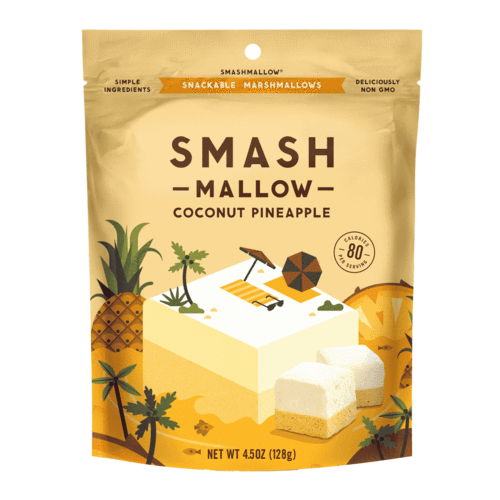 SMASHMALLOW®
SNACKABLE MARSHMALLOWS
SIMPLE
INGREDIENTS
DELICIOUSLY
NON GMO
SMASH
—MALLOW—
COCONUT PINEAPPLE
CALORIES
80
PER SERVING
NET WT 4.5OZ (128g)